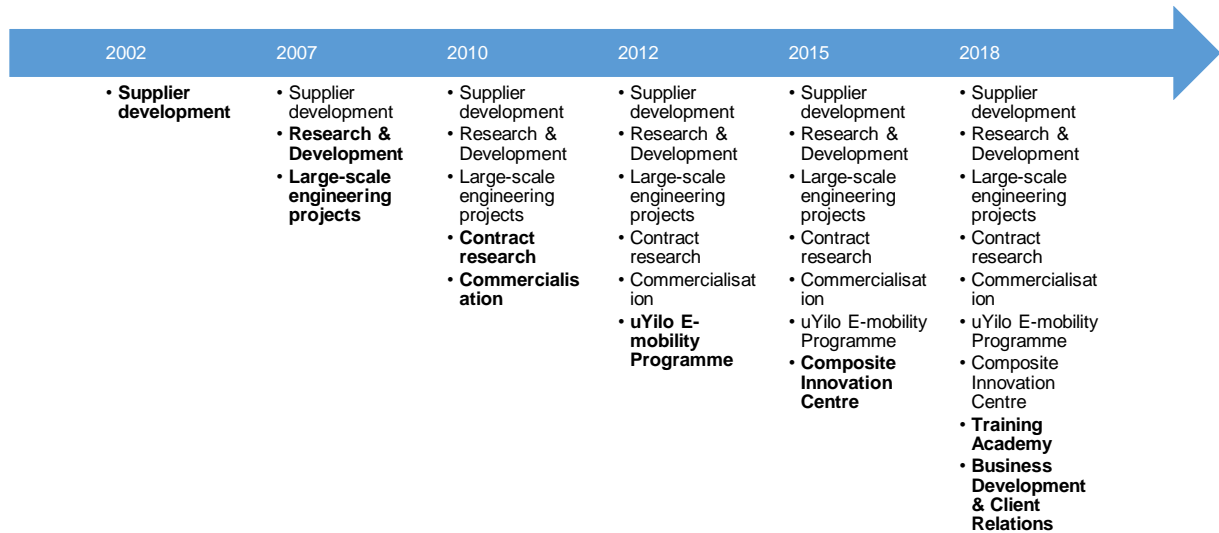 2002
2007
2010
2012
2015
2018
• Supplier
development
• Supplier
development
• Research &
Development
• Large-scale
engineering
projects
• Supplier
development
• Research &
Development
• Large-scale
engineering
projects
• Contract
research
• Commercialis
ation
• Supplier
development
• Research &
Development
• Large-scale
engineering
projects
• Contract
research
• Commercialisat
ion
• uYilo E-
mobility
Programme
• Supplier
development
• Research &
Development
• Large-scale
engineering
projects
• Contract
research
• Commercialisat
ion
• uYilo E-mobility
Programme
• Composite
Innovation
Centre
• Supplier
development
• Research &
Development
• Large-scale
engineering
projects
• Contract
research
• Commercialisat
ion
• uYilo E-mobility
Programme
• Composite
Innovation
Centre
• Training
Academy
• Business
Development
& Client
Relations